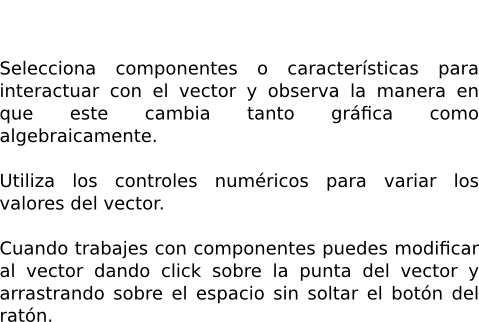 Selecciona componentes o características para
interactuar con el vector y observa la manera en
que este cambia tanto gráfica como
algebraicamente.
Utiliza los controles numéricos para variar los
valores del vector.
Cuando trabajes con componentes puedes modificar
al vector dando click sobre la punta del vector y
arrastrando sobre el espacio sin soltar el botón del
ratón.